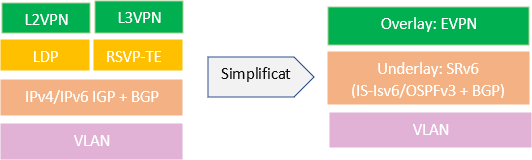 L2VPN
L3VPN
LDP
RSVP-TE
IPv4/IPv6 IGP + BGP
VLAN
Simplificat
Overlay: EVPN
Underlay: SRv6
(IS-Isv6/OSPFv3 + BGP)
VLAN